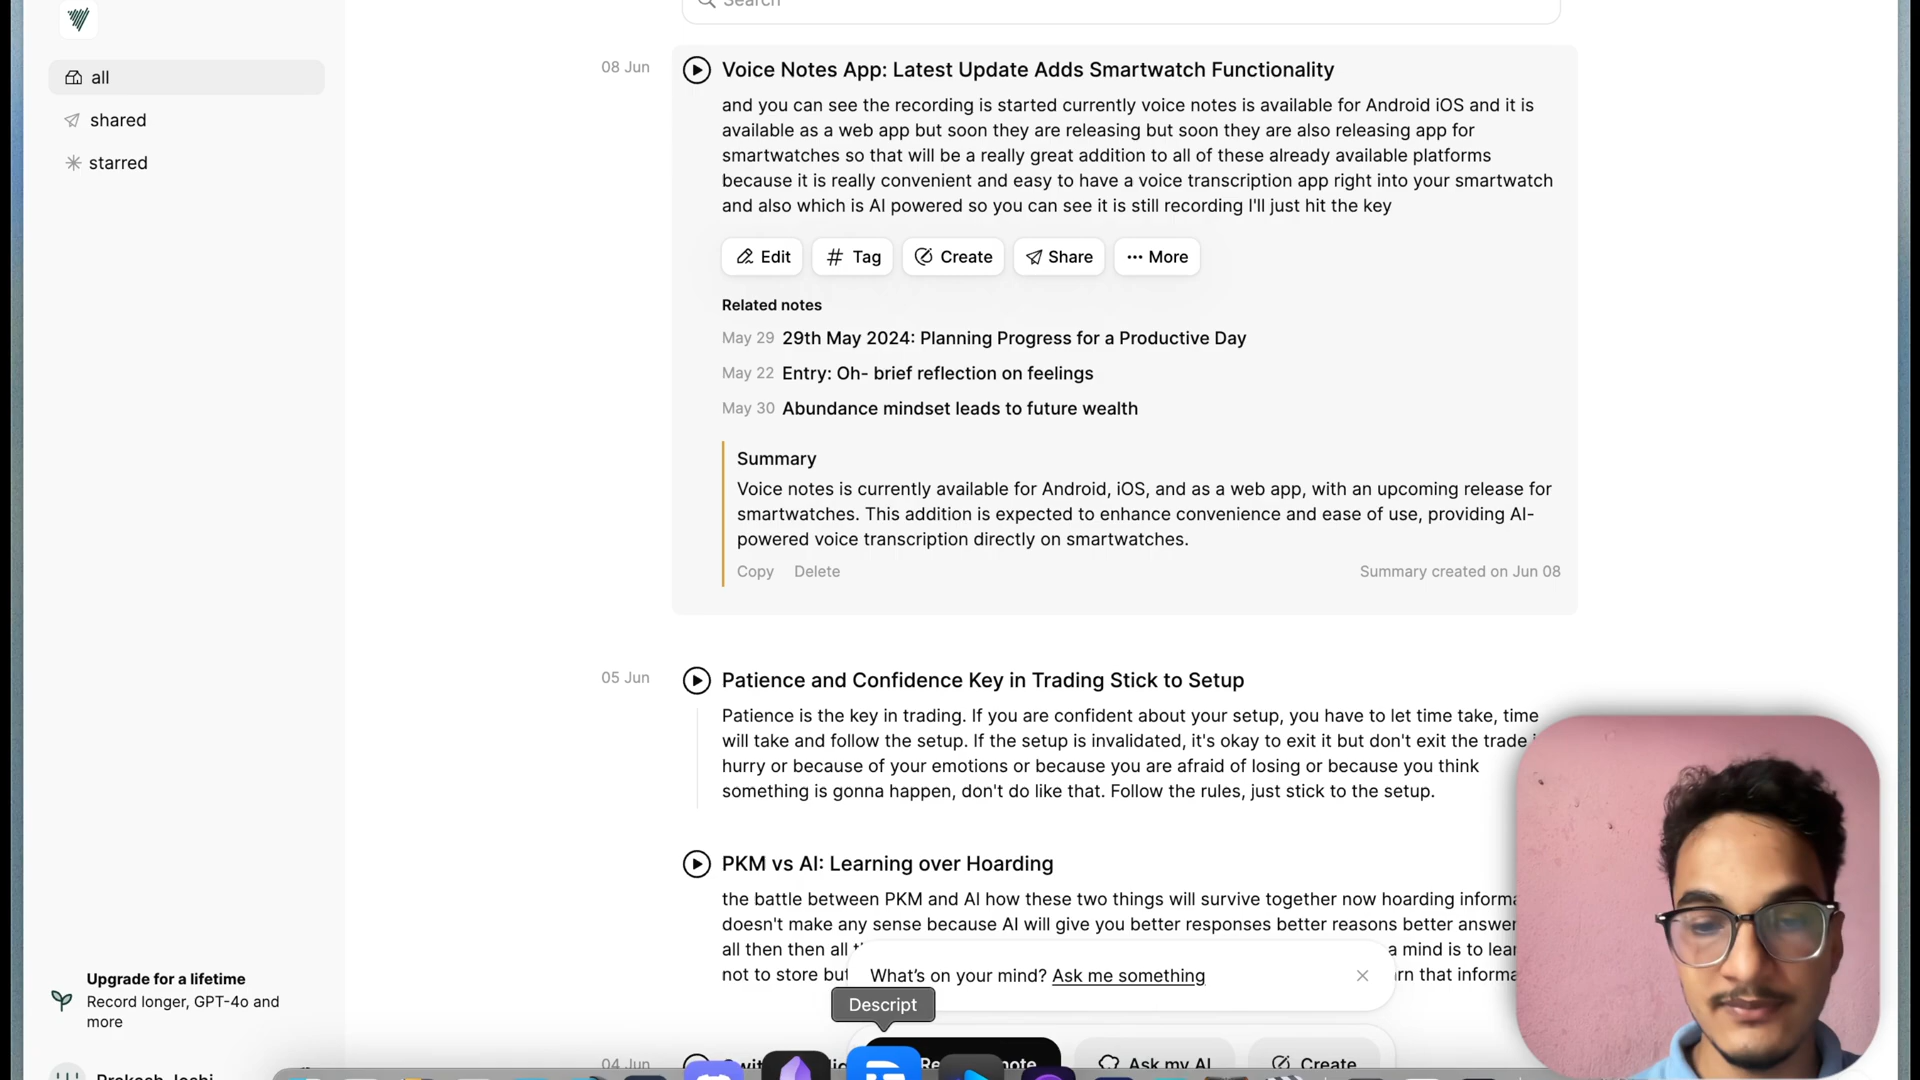 Search
all
shared
starred
08 Jun
Voice Notes App: Latest Update Adds Smartwatch Functionality
and you can see the recording is started currently voice notes is available for Android iOS and it is
available as a web app but soon they are releasing but soon they are also releasing app for
smartwatches so that will be a really great addition to all of these already available platforms
because it is really convenient and easy to have a voice transcription app right into your smartwatch
and also which is AI powered so you can see it is still recording I'll just hit the key
Edit
Tag
Create
Share
More
Related notes
May 29 29th May 2024: Planning Progress for a Productive Day
May 22 Entry: Oh- brief reflection on feelings
May 30 Abundance mindset leads to future wealth
Summary
Voice notes is currently available for Android, iOS, and as a web app, with an upcoming release for
smartwatches. This addition is expected to enhance convenience and ease of use, providing AI-
powered voice transcription directly on smartwatches.
Copy Delete Summary created on Jun 08
05 Jun
Patience and Confidence Key in Trading Stick to Setup
Patience is the key in trading. If you are confident about your setup, you have to let time take, time
will take and follow the setup. If the setup is invalidated, it's okay to exit it but don't exit the trade
hurry or because of your emotions or because you are afraid of losing or because you think
something is gonna happen, don't do like that. Follow the rules, just stick to the setup.
PKM vs AI: Learning over Hoarding
the battle between PKM and AI how these two things will survive together now hoarding
doesn't make any sense because AI will give you better responses better reasons better
all then then all a mind is to
not to store but that
What's on your mind? Ask me something
Descript
04 Jun
Ask my AI
Create
Upgrade for a lifetime
Record longer, GPT-4o and
more
Prakash Joshi